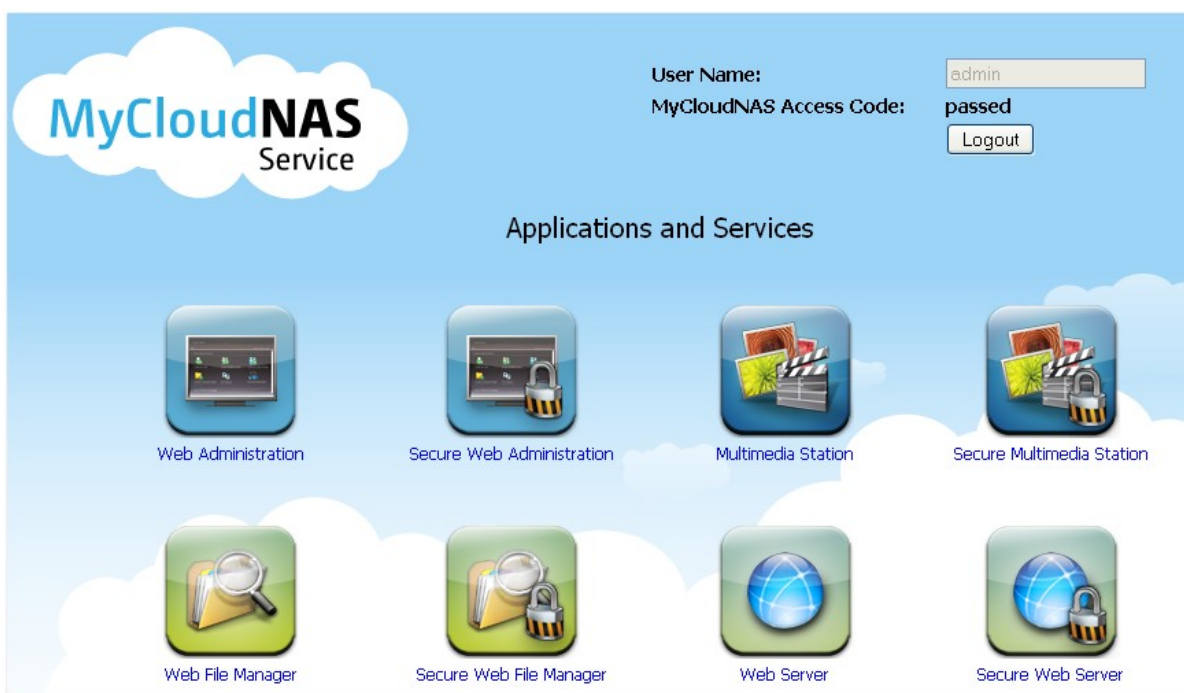 MyCloudNAS
Service
User Name: admin
MyCloudNAS Access Code: passed
Logout
Applications and Services
Web Administration
Secure Web Administration
Multimedia Station
Secure Multimedia Station
Web File Manager
Secure Web File Manager
Web Server
Secure Web Server